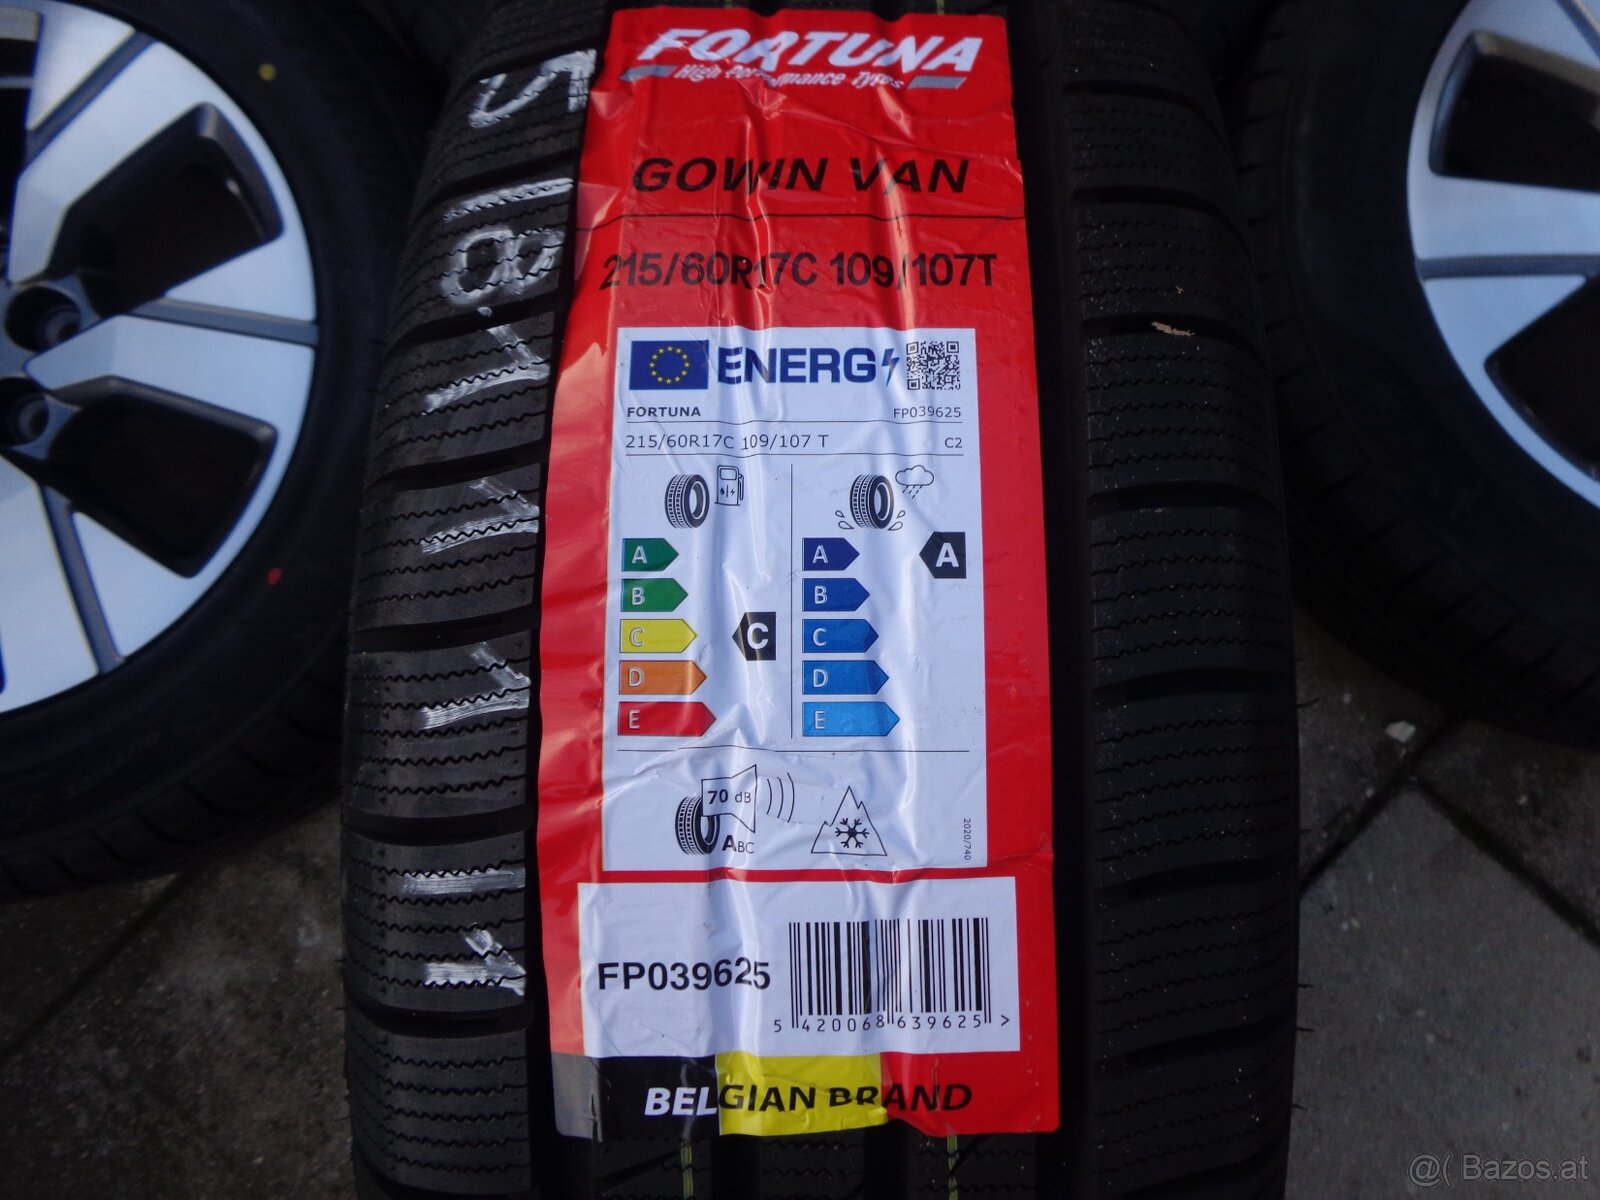 FORTUNA
High Performance Tyres
GOWIN VAN
215/60R17C 109/107T
ENERG
FORTUNA FP039625
215/60R17C 109/107 T C2
A A A
B B
C C C
D D
E E
70 dB
ABC
2020/740
FP039625
5 420068 639625 >
BELGIAN BRAND
@( Bazos.at